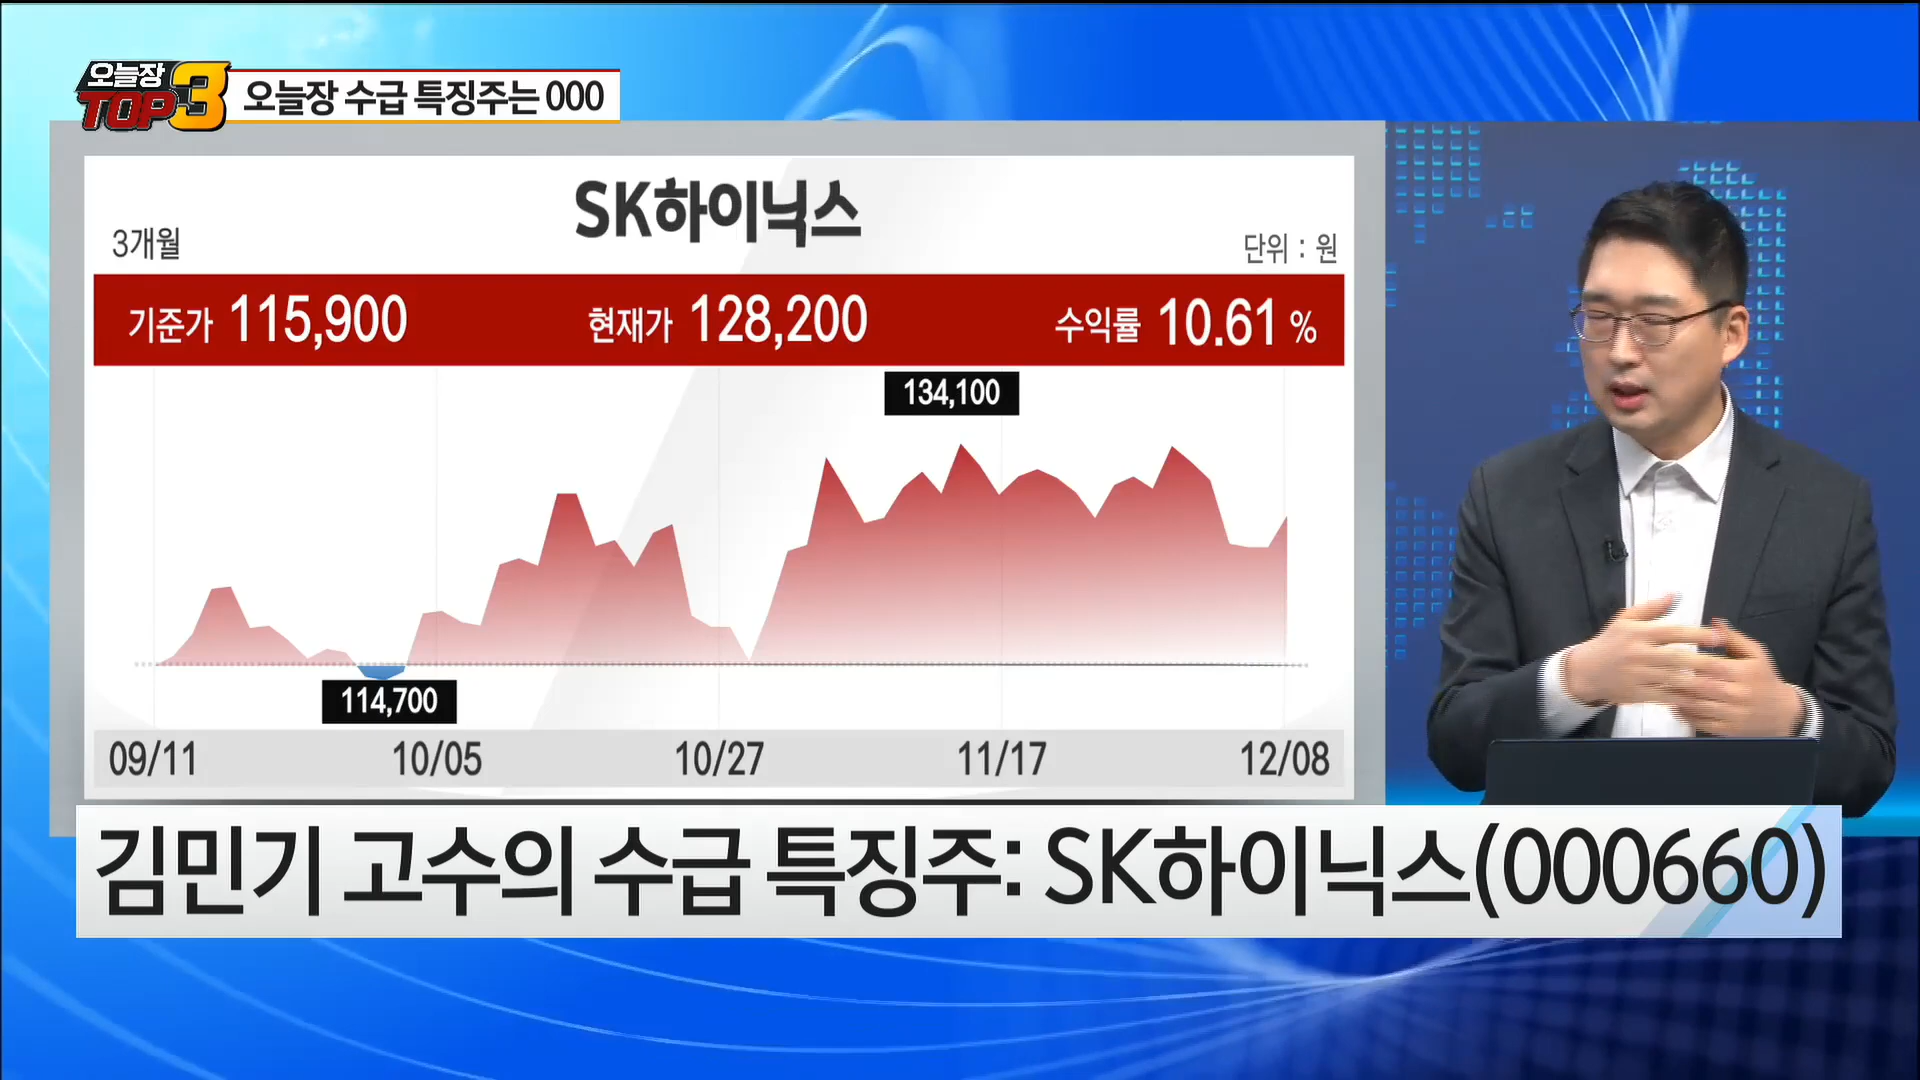 오늘장
TOP3
오늘장 수급 특징주는 000
SK하이닉스
3개월
단위 : 원
기준가 115,900 현재가 128,200 수익률 10.61 %
134,100
114,700
09/11 10/05 10/27 11/17 12/08
김민기 고수의 수급 특징주: SK하이닉스(000660)